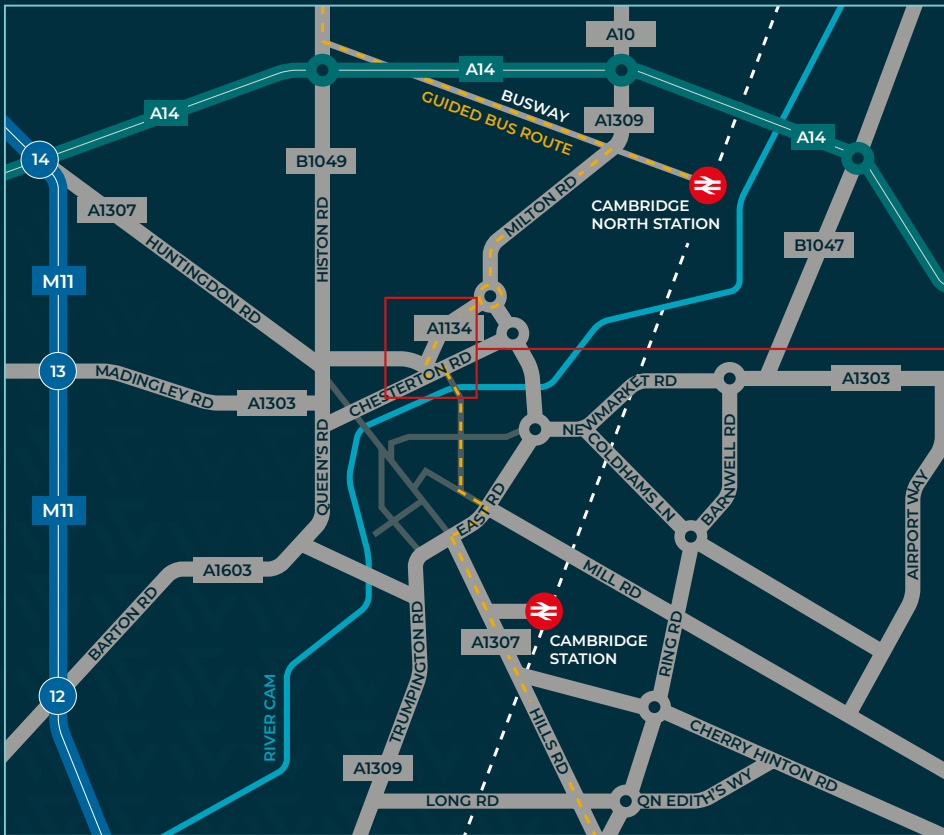 A10
A14
A14
BUSWAY
GUIDED BUS ROUTE
A1309
A14
14
B1049
CAMBRIDGE
NORTH STATION
A1307
MILTON RD
HISTON RD
HUNTINGDON RD
B1047
M11
A1134
13
MADINGLEY RD
A1303
CHESTERTON RD
NEWMARKET RD
A1303
QUEEN'S RD
COLDHAMS LN
BARNWELL RD
M11
EAST RD
AIRPORT WAY
A1603
MILL RD
BARTON RD
A1307
CAMBRIDGE
STATION
RING RD
TRUMPINGTON RD
12
RIVER CAM
HILLS RD
CHERRY HINTON RD
A1309
LONG RD
QN EDITH'S WY